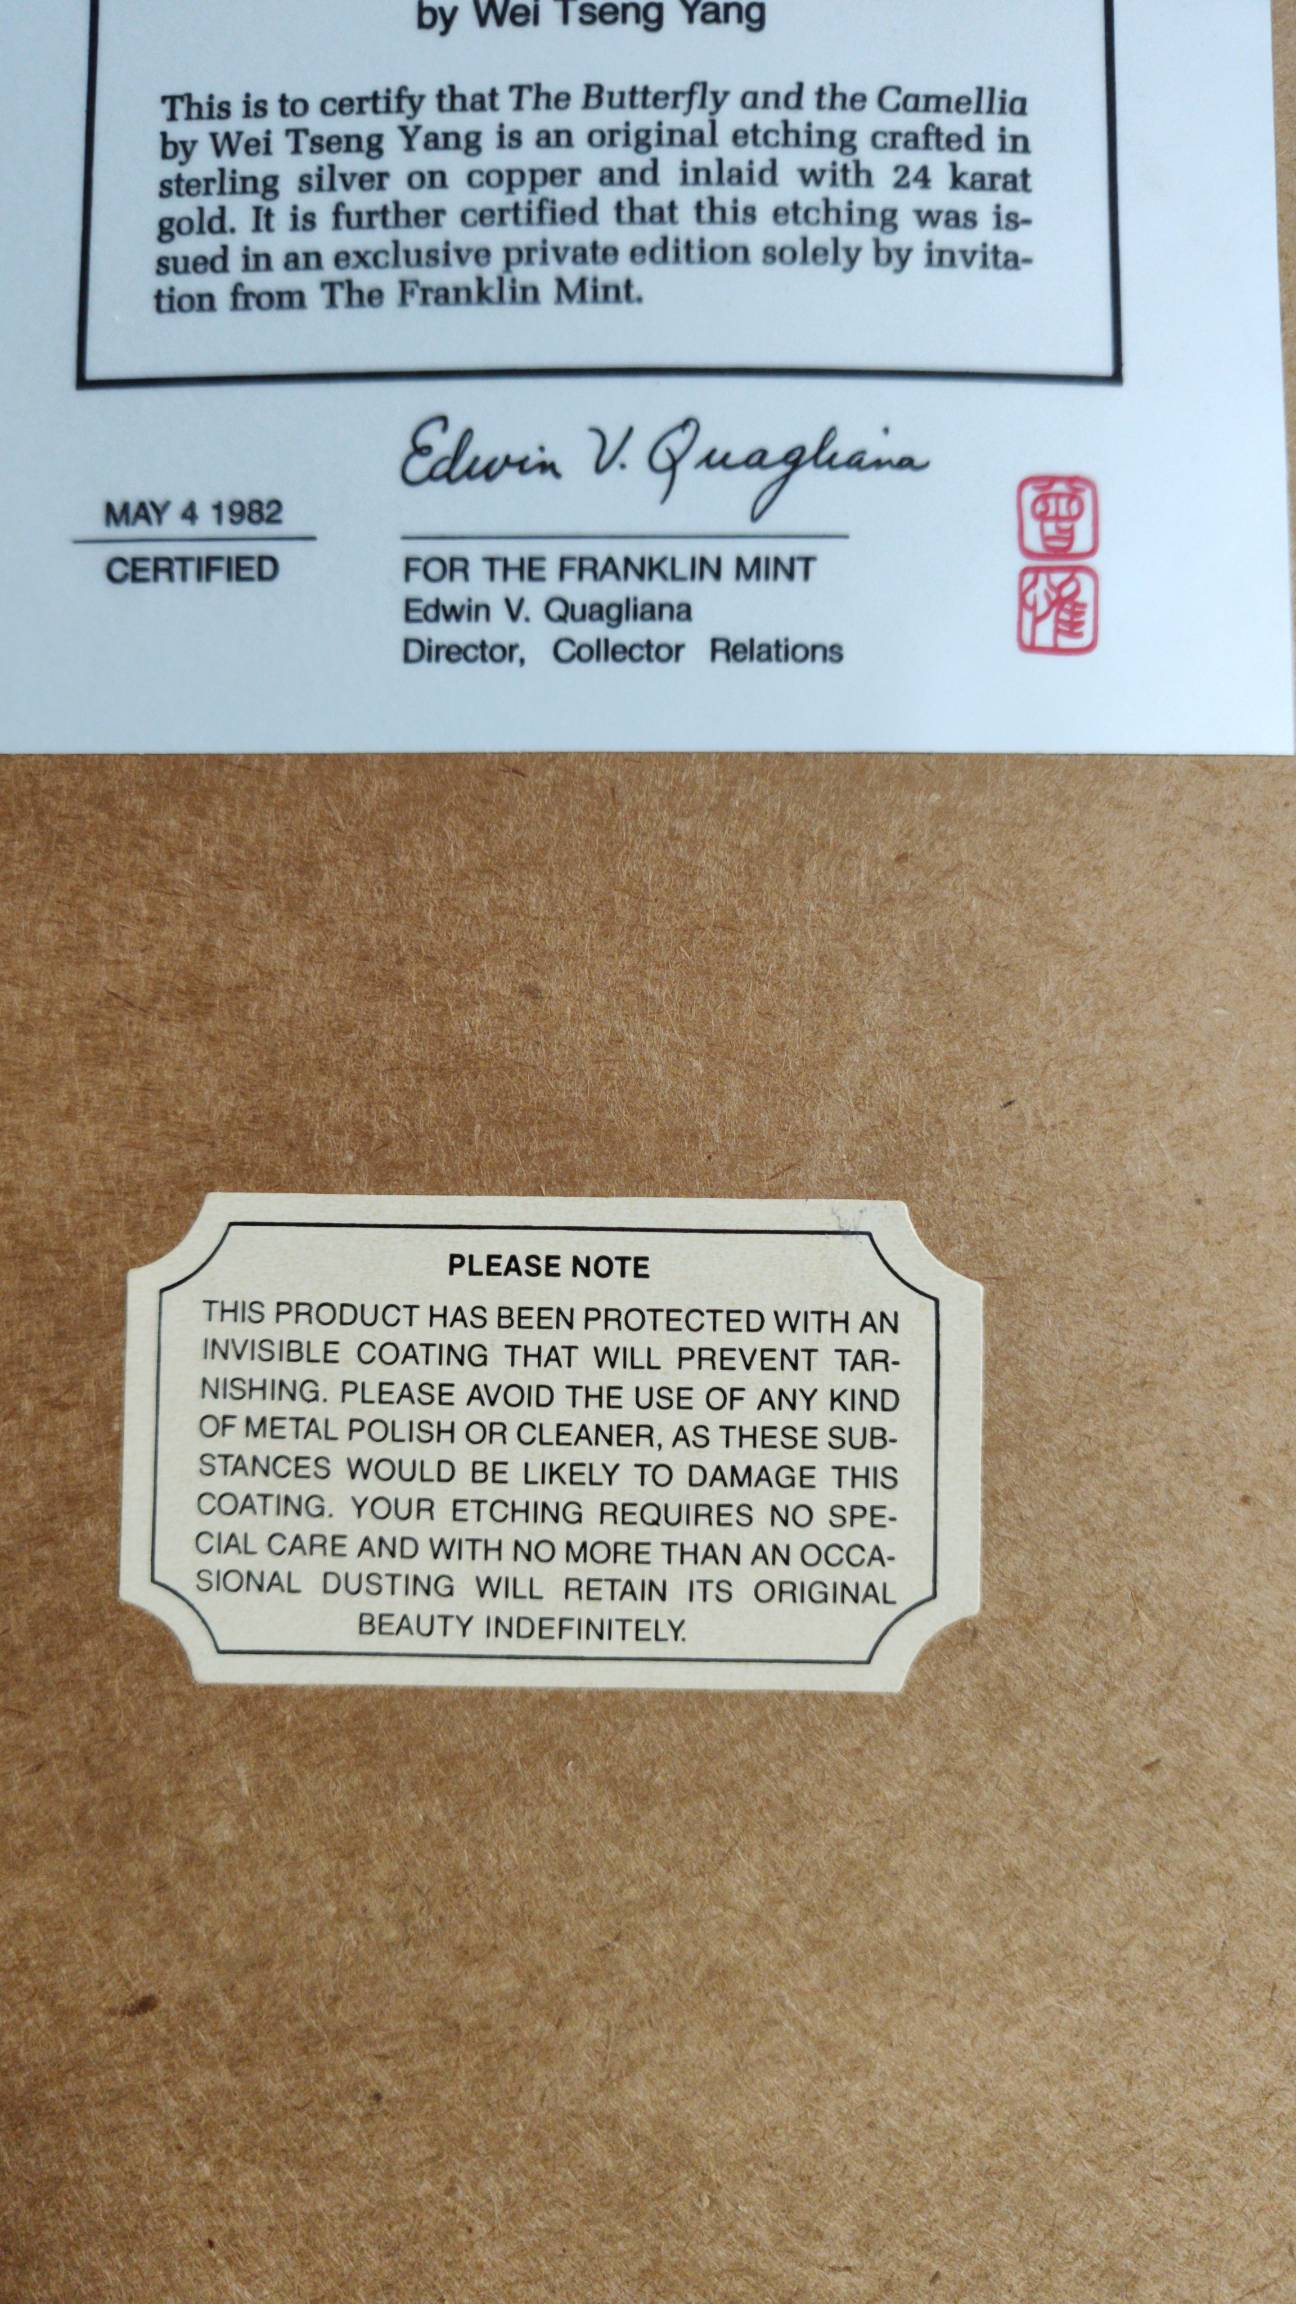 by Wei Tseng Yang
This is to certify that The Butterfly and the Camellia
by Wei Tseng Yang is an original etching crafted in
sterling silver on copper and inlaid with 24 karat
gold. It is further certified that this etching was is-
sued in an exclusive private edition solely by invita-
tion from The Franklin Mint.
Edwin V. Quagliana
MAY 4 1982
CERTIFIED
FOR THE FRANKLIN MINT
Edwin V. Quagliana
Director, Collector Relations
PLEASE NOTE
THIS PRODUCT HAS BEEN PROTECTED WITH AN
INVISIBLE COATING THAT WILL PREVENT TAR-
NISHING. PLEASE AVOID THE USE OF ANY KIND
OF METAL POLISH OR CLEANER, AS THESE SUB-
STANCES WOULD BE LIKELY TO DAMAGE THIS
COATING. YOUR ETCHING REQUIRES NO SPE-
CIAL CARE AND WITH NO MORE THAN AN OCCA-
SIONAL DUSTING WILL RETAIN ITS ORIGINAL
BEAUTY INDEFINITELY.